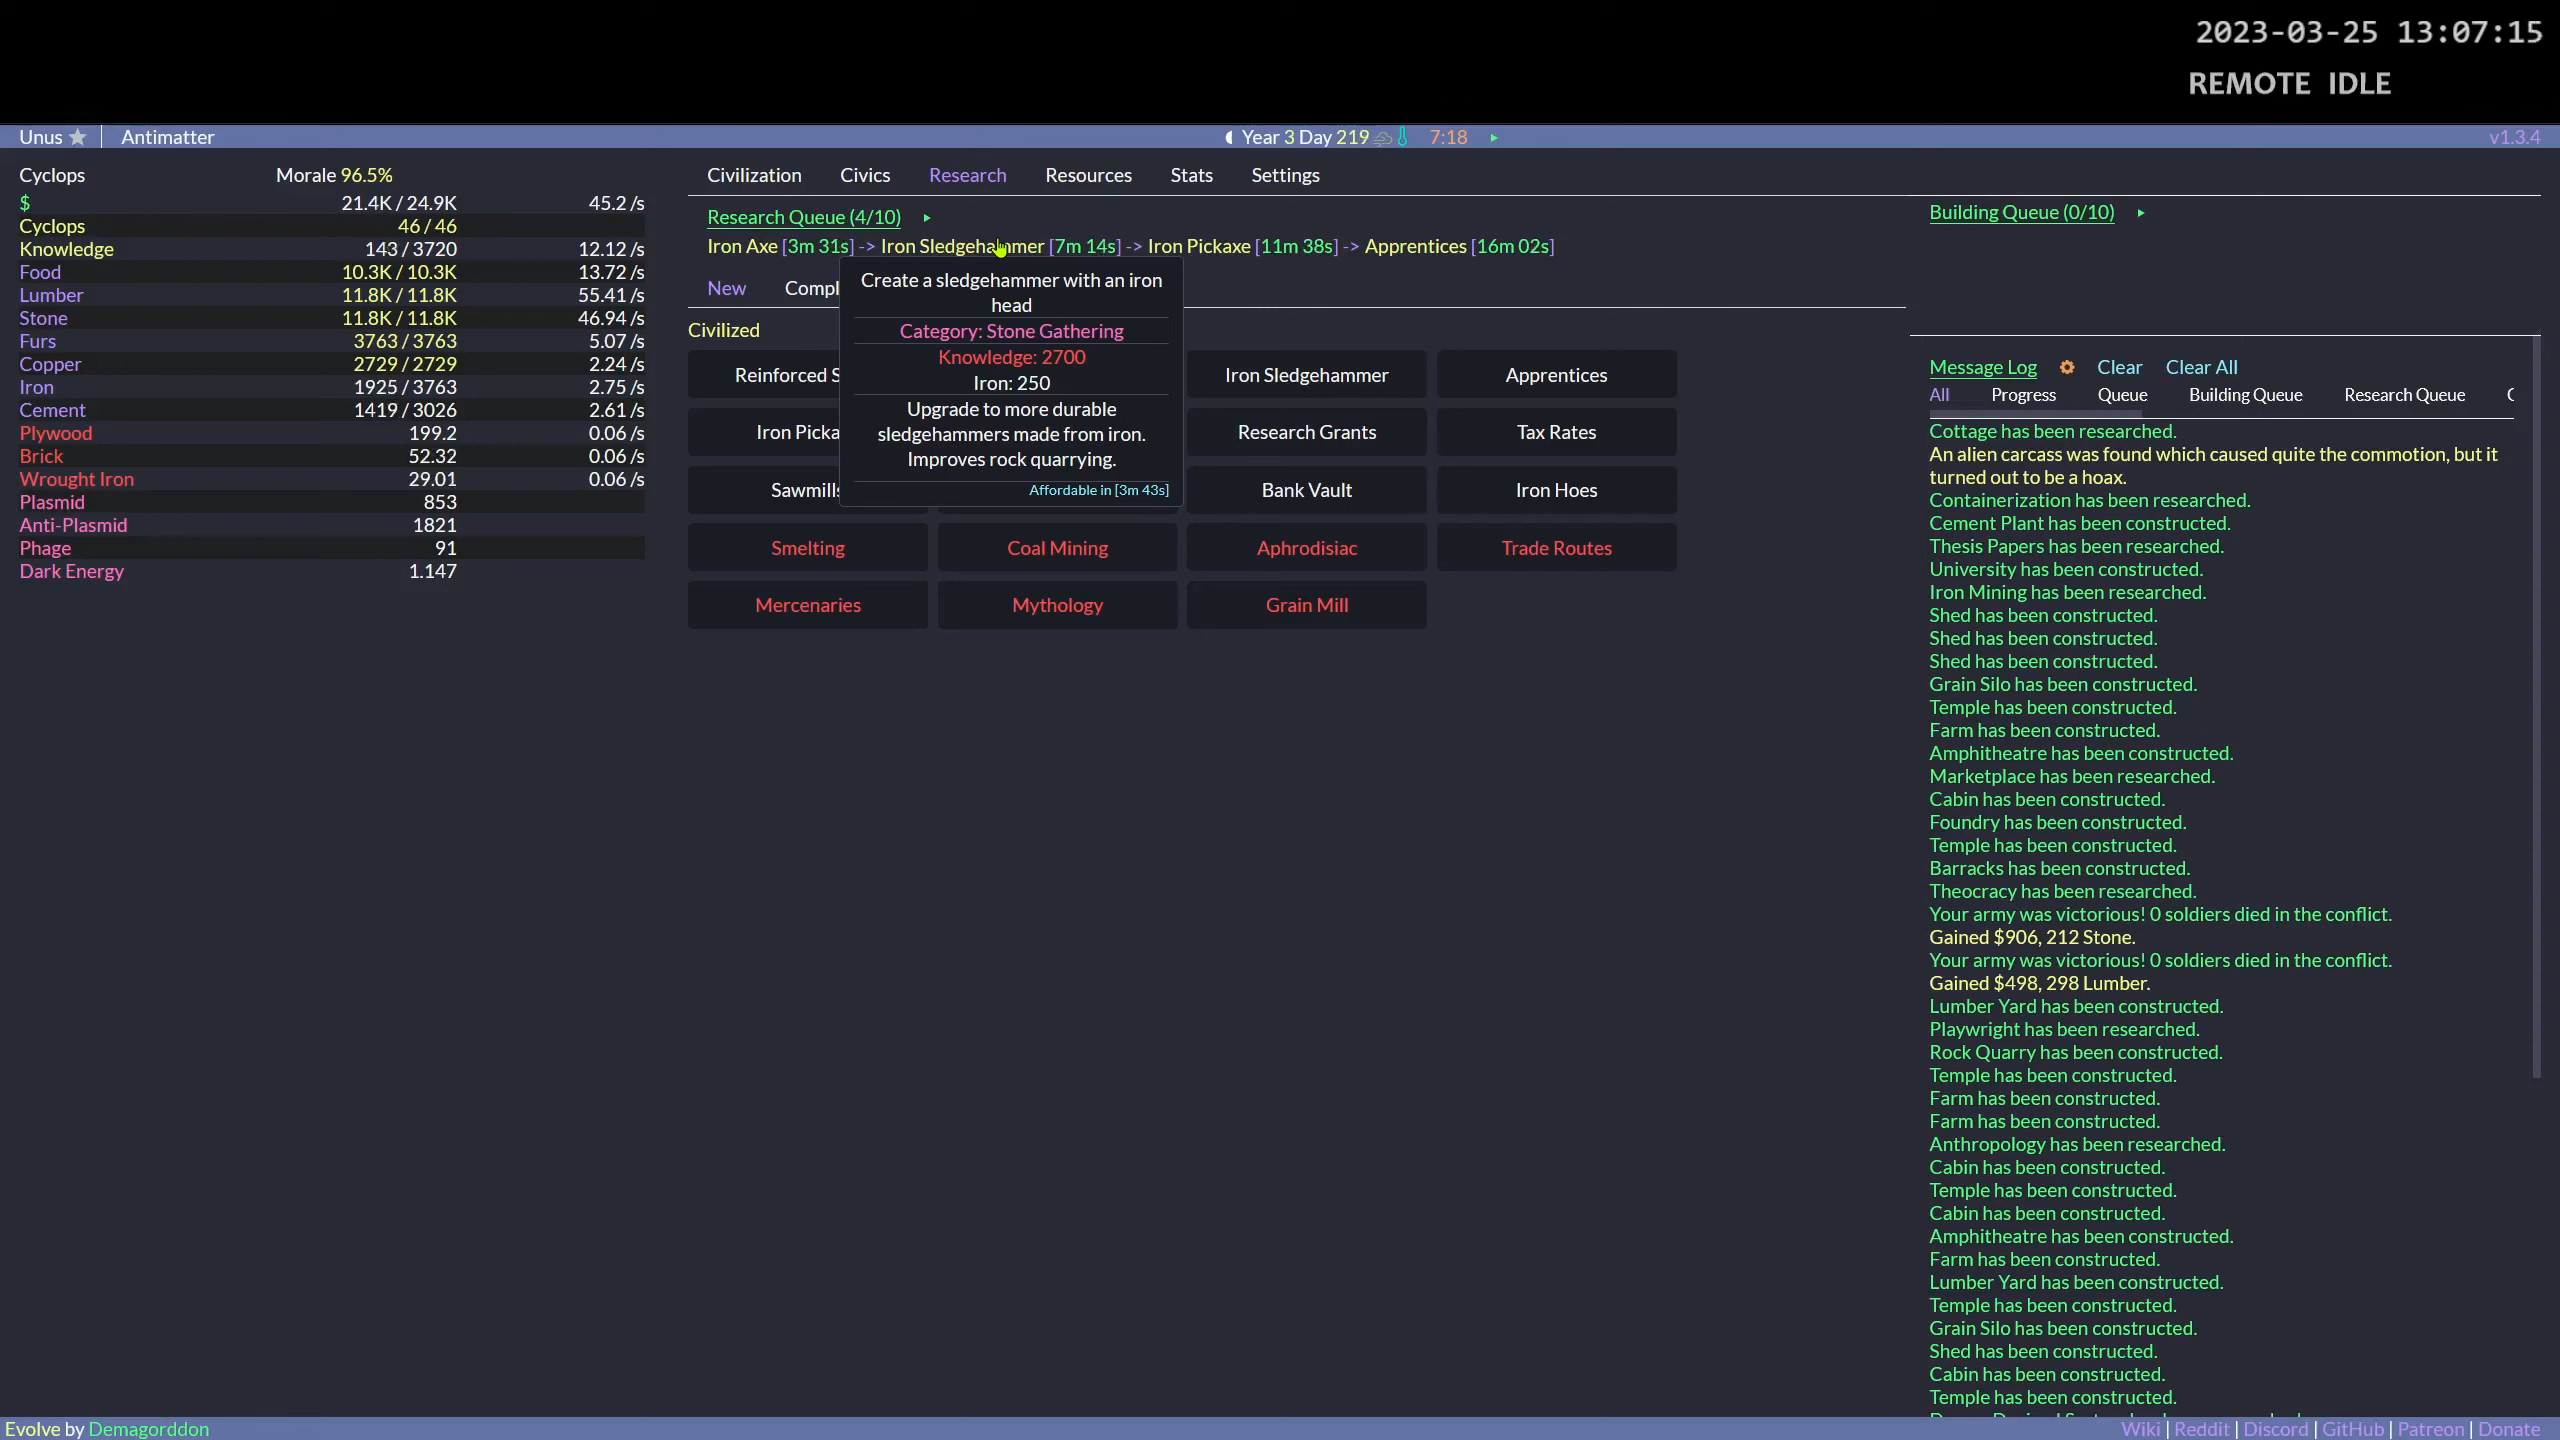 2023-03-25 13:07:15
REMOTE IDLE
Unus | Antimatter
Year 3 Day 219 7:18
v1.3.4
Cyclops Morale 96.5%
$ 21.4K / 24.9K 45.2 /s
Cyclops 46 / 46
Knowledge 143 / 3720 12.12 /s
Food 10.3K / 10.3K 13.72 /s
Lumber 11.8K / 11.8K 55.41 /s
Stone 11.8K / 11.8K 46.94 /s
Furs 3763 / 3763 5.07 /s
Copper 2729 / 2729 2.24 /s
Iron 1925 / 3763 2.75 /s
Cement 1419 / 3026 2.61 /s
Plywood 199.2 0.06 /s
Brick 52.32 0.06 /s
Wrought Iron 29.01 0.06 /s
Plasmid 853
Anti-Plasmid 1821
Phage 91
Dark Energy 1.147
Civilization Civics Research Resources Stats Settings
Research Queue (4/10)
Iron Axe [3m 31s] -> Iron Sledgehammer [7m 14s] -> Iron Pickaxe [11m 38s] -> Apprentices [16m 02s]
New Compl
Create a sledgehammer with an iron
head
Category: Stone Gathering
Knowledge: 2700
Iron: 250
Upgrade to more durable
sledgehammers made from iron.
Improves rock quarrying.
Affordable in [3m 43s]
Civilized
Reinforced S Iron Sledgehammer Apprentices
Iron Picka Research Grants Tax Rates
Sawmills Bank Vault Iron Hoes
Smelting Coal Mining Aphrodisiac Trade Routes
Mercenaries Mythology Grain Mill
Building Queue (0/10)
Message Log Clear Clear All
All Progress Queue Building Queue Research Queue
Cottage has been researched.
An alien carcass was found which caused quite the commotion, but it
turned out to be a hoax.
Containerization has been researched.
Cement Plant has been constructed.
Thesis Papers has been researched.
University has been constructed.
Iron Mining has been researched.
Shed has been constructed.
Shed has been constructed.
Shed has been constructed.
Grain Silo has been constructed.
Temple has been constructed.
Farm has been constructed.
Amphitheatre has been constructed.
Marketplace has been researched.
Cabin has been constructed.
Foundry has been constructed.
Temple has been constructed.
Barracks has been constructed.
Theocracy has been researched.
Your army was victorious! 0 soldiers died in the conflict.
Gained $906, 212 Stone.
Your army was victorious! 0 soldiers died in the conflict.
Gained $498, 298 Lumber.
Lumber Yard has been constructed.
Playwright has been researched.
Rock Quarry has been constructed.
Temple has been constructed.
Farm has been constructed.
Farm has been constructed.
Anthropology has been researched.
Cabin has been constructed.
Temple has been constructed.
Cabin has been constructed.
Amphitheatre has been constructed.
Farm has been constructed.
Lumber Yard has been constructed.
Temple has been constructed.
Grain Silo has been constructed.
Shed has been constructed.
Cabin has been constructed.
Temple has been constructed.
Evolve by Demagorddon
Wiki | Reddit | Discord | GitHub | Patreon | Donate